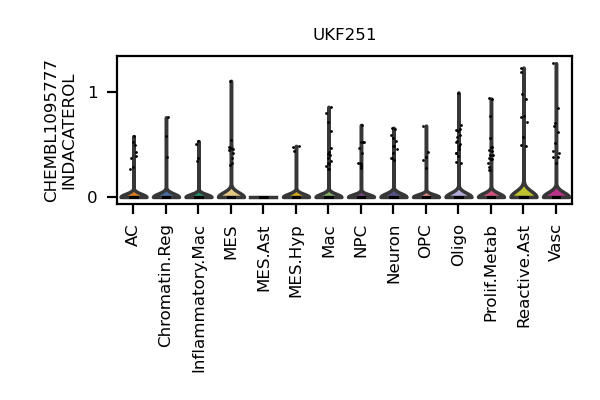 UKF251
CHEMBL1095777
INDACATEROL
1
0
AC
Chromatin.Reg
Inflammatory.Mac
MES
MES.Ast
MES.Hyp
Mac
NPC
Neuron
OPC
Oligo
Prolif.Metab
Reactive.Ast
Vasc